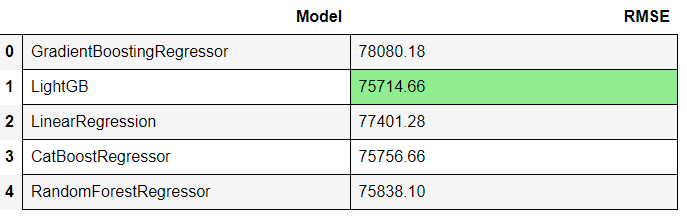 Model RMSE
0 GradientBoostingRegressor 78080.18
1 LightGB 75714.66
2 LinearRegression 77401.28
3 CatBoostRegressor 75756.66
4 RandomForestRegressor 75838.10